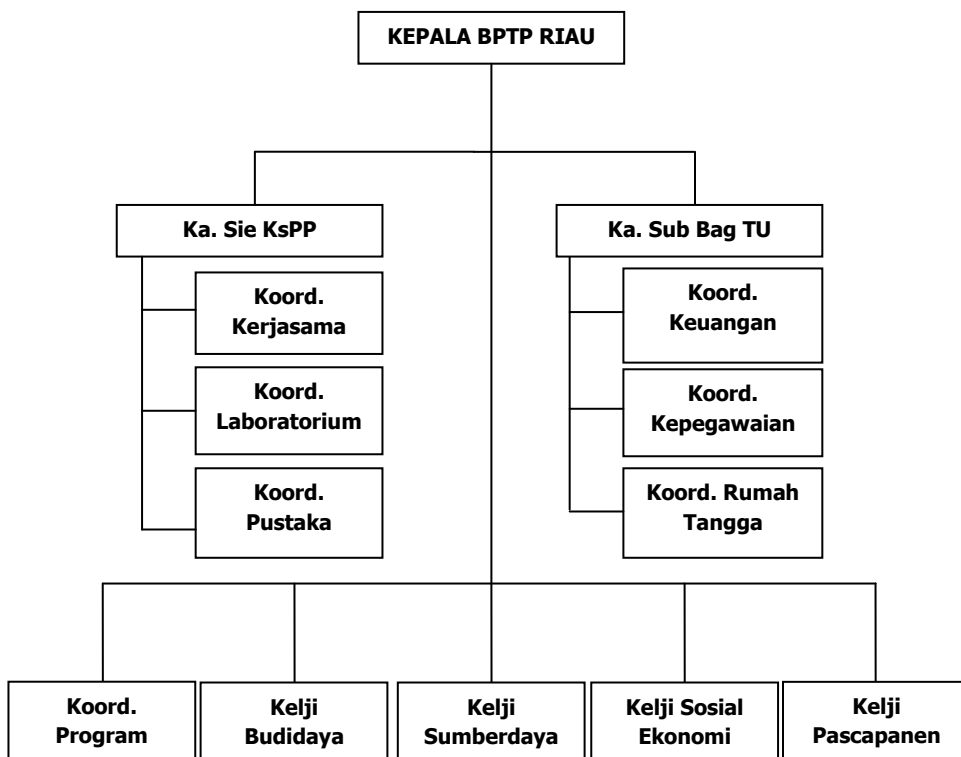 KEPALA BPTP RIAU
Ka. Sie KsPP
Ka. Sub Bag TU
Koord.
Kerjasama
Koord.
Keuangan
Koord.
Laboratorium
Koord.
Kepegawaian
Koord.
Pustaka
Koord. Rumah
Tangga
Koord.
Program
Kelji
Budidaya
Kelji
Sumberdaya
Kelji Sosial
Ekonomi
Kelji
Pascapanen